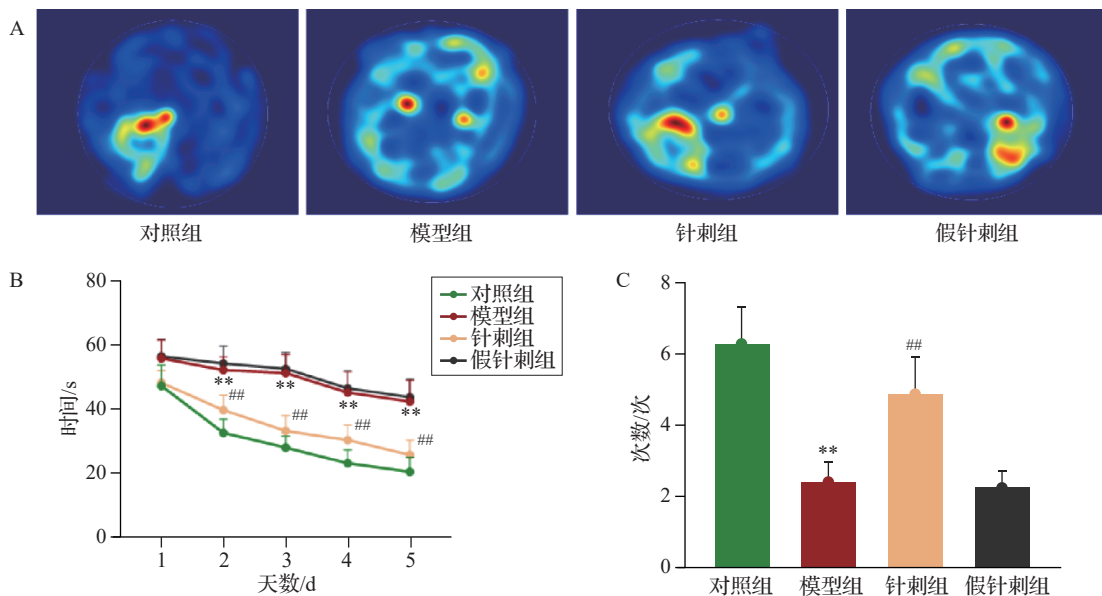 A
对照组 模型组 针刺组 假针刺组
B
80
60
40
20
0
时间/s
** ** ** **
## ## ## ##
1 2 3 4 5
天数/d
对照组
模型组
针刺组
假针刺组
C
8
6
4
2
0
次数/次
**
##
对照组 模型组 针刺组 假针刺组